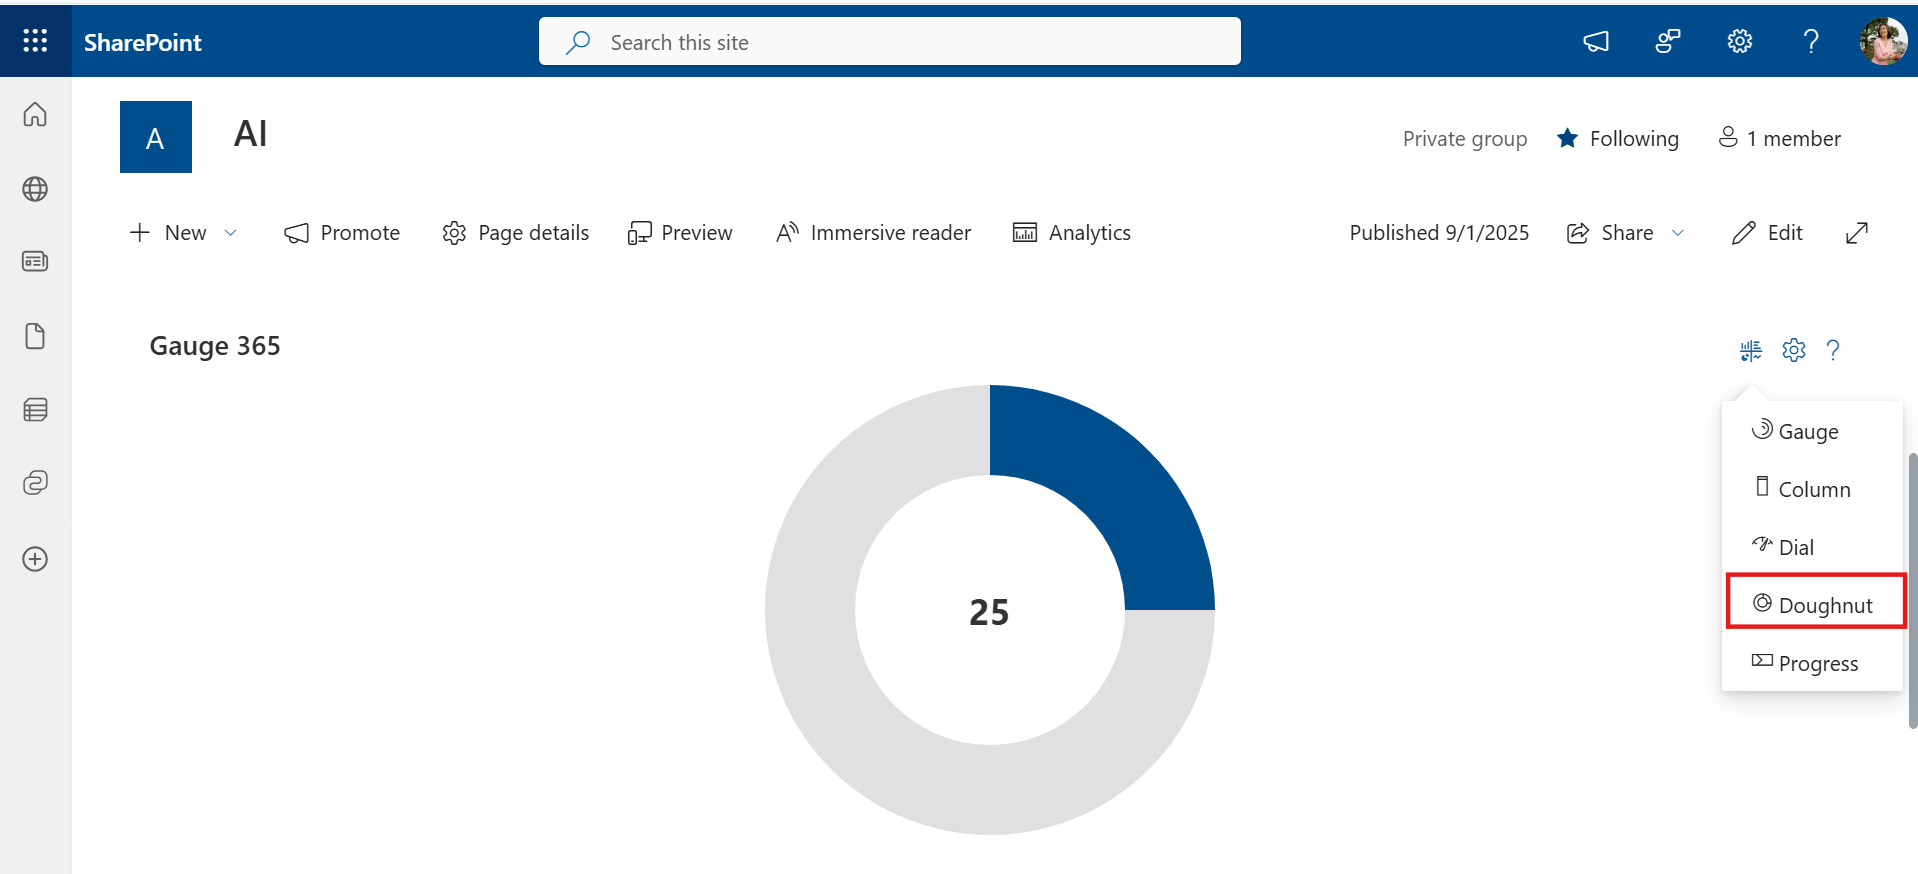 SharePoint
Search this site
A
AI
Private group
Following
1 member
New
Promote
Page details
Preview
Immersive reader
Analytics
Published 9/1/2025
Share
Edit
Gauge 365
25
Gauge
Column
Dial
Doughnut
Progress